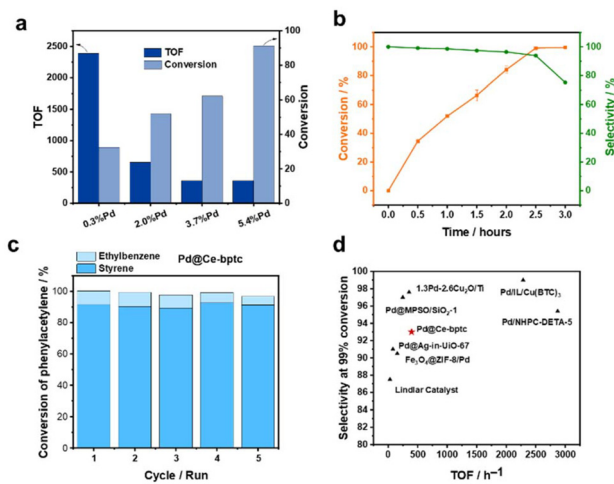 a
TOF
Conversion
TOF
2500
2000
1500
1000
500
0
Conversion
100
80
60
40
20
0
0.3%Pd
2.0%Pd
3.7%Pd
5.4%Pd
b
Conversion / %
100
80
60
40
20
0
Selectivity / %
100
80
60
40
20
0
0.0
0.5
1.0
1.5
2.0
2.5
3.0
Time / hours
c
Ethylbenzene
Styrene
Pd@Ce-bptc
Conversion of phenylacetylene / %
100
80
60
40
20
0
1
2
3
4
5
Cycle / Run
d
Selectivity at 99% conversion
100
98
96
94
92
90
88
86
84
82
80
1.3Pd-2.6Cu₂O/Ti
Pd@MPSO/SiO₂-1
Pd@Ce-bptc
Pd@Ag-in-UiO-67
Fe₃O₄@ZIF-8/Pd
Lindlar Catalyst
Pd/IL/Cu(BTC)₃
Pd/NHPC-DETA-5
0
500
1000
1500
2000
2500
3000
TOF / h⁻¹